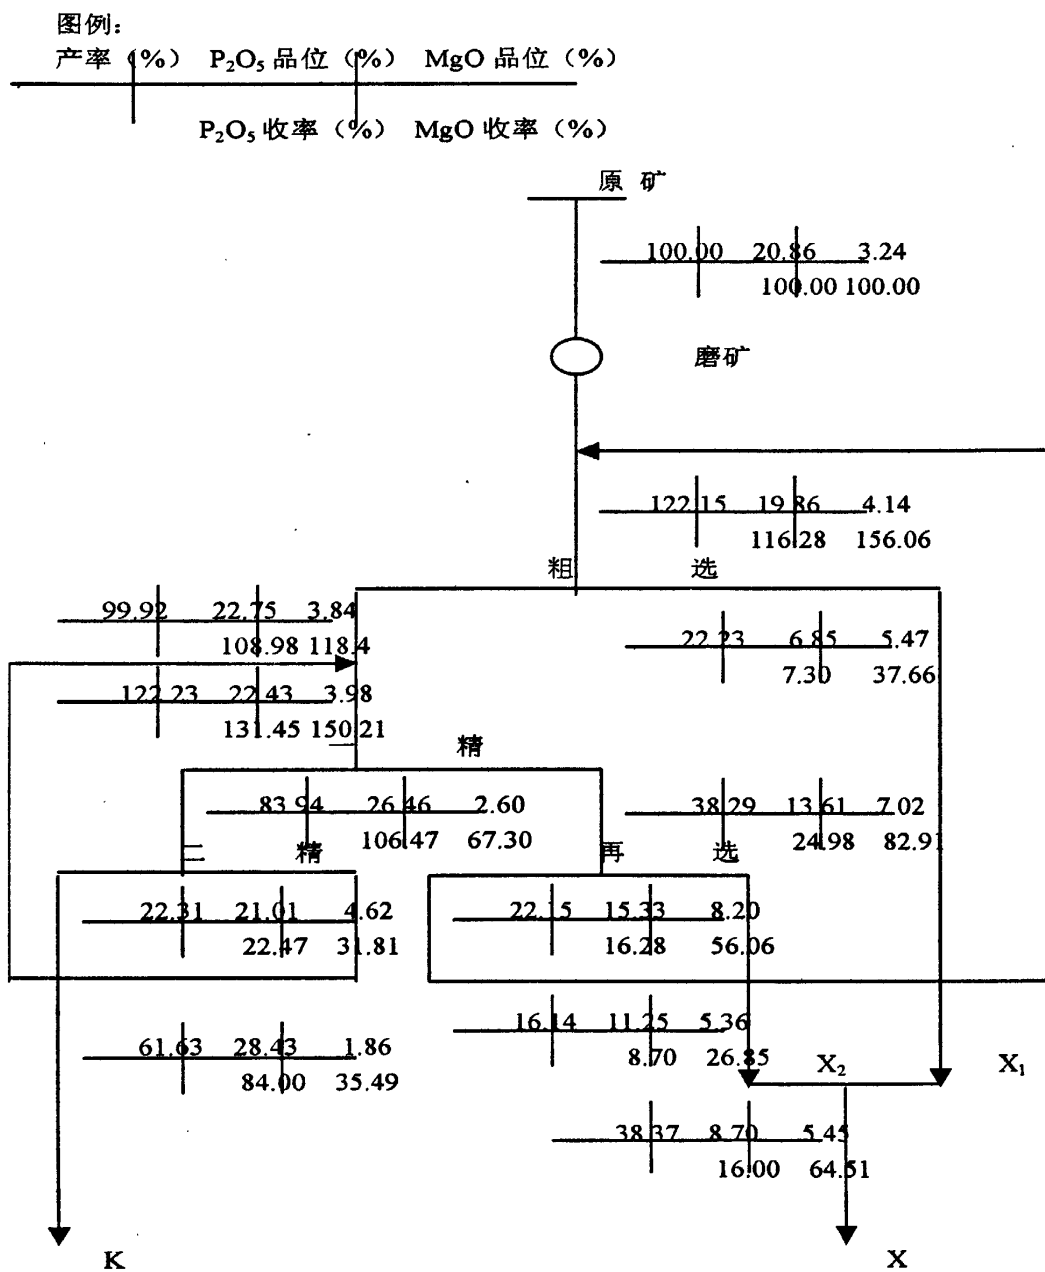 图例：
产率（%） P₂O₅品位（%） MgO 品位（%）
P₂O₅收率（%） MgO 收率（%）
原 矿
100.00 20.86 3.24
100.00 100.00
磨矿
122.15 19.86 4.14
116.28 156.06
粗 选
99.92 22.75 3.84
108.98 118.4
22.23 6.85 5.47
7.30 37.66
122.23 22.43 3.98
131.45 150.21
一 精
83.94 26.46 2.60
106.47 67.30
38.29 13.61 7.02
24.98 82.91
二 精
再 选
22.31 21.01 4.62
22.47 31.81
22.15 15.33 8.20
16.28 56.06
16.14 11.25 5.36
8.70 26.85
61.63 28.43 1.86
84.00 35.49
X₂
X₁
38.37 8.70 5.45
16.00 64.51
K
X